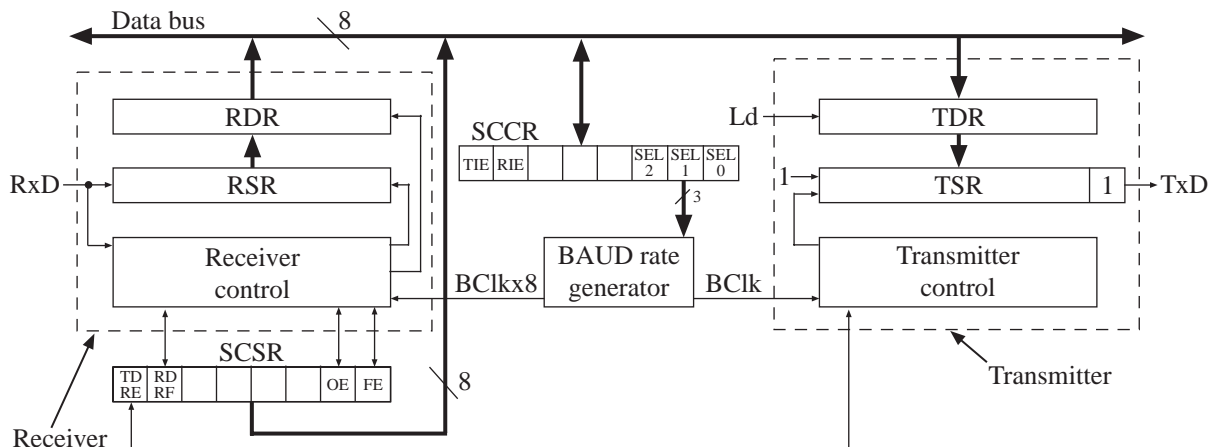 Data bus 8
RDR
Ld
TDR
SCCR
TIE RIE SEL 2 SEL 1 SEL 0
RxD
RSR
1
TSR
1
TxD
3
Receiver
control
BClkx8
BAUD rate
generator
BClk
Transmitter
control
SCSR
TD RE RD RF OE FE
8
Transmitter
Receiver